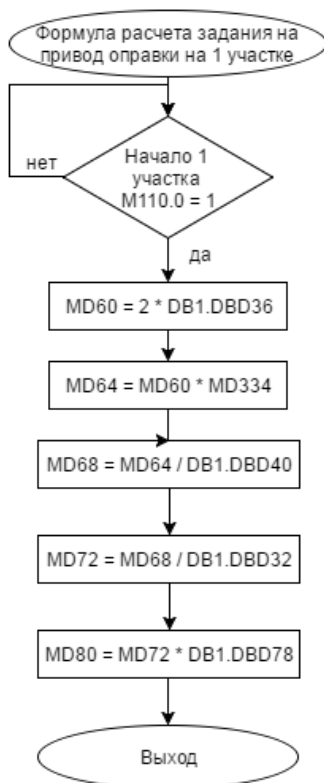 Формула расчета задания на
привод оправки на 1 участке
нет
Начало 1
участка
M110.0 = 1
да
MD60 = 2 * DB1.DBD36
MD64 = MD60 * MD334
MD68 = MD64 / DB1.DBD40
MD72 = MD68 / DB1.DBD32
MD80 = MD72 * DB1.DBD78
Выход